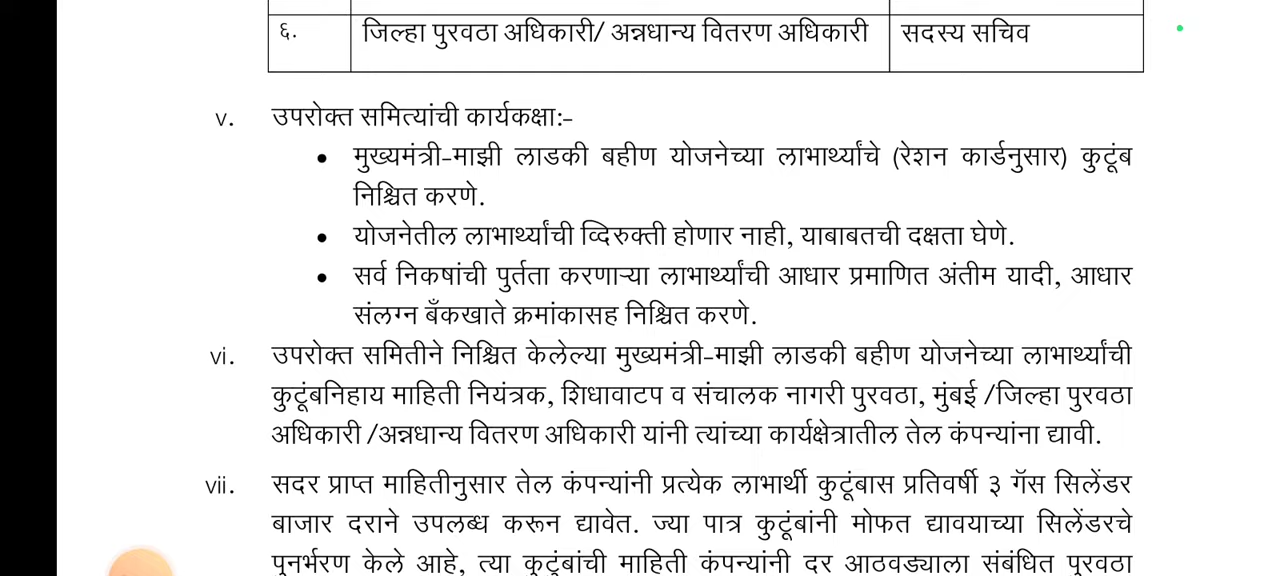 ६. जिल्हा पुरवठा अधिकारी/ अन्नधान्य वितरण अधिकारी सदस्य सचिव
v. उपरोक्त समित्यांची कार्यकक्षा:-
• मुख्यमंत्री-माझी लाडकी बहीण योजनेच्या लाभार्थ्यांचे (रेशन कार्डनुसार) कुटूंब
निश्चित करणे.
• योजनेतील लाभार्थ्यांची व्दिरुक्ती होणार नाही, याबाबतची दक्षता घेणे.
• सर्व निकषांची पुर्तता करणाऱ्या लाभार्थ्यांची आधार प्रमाणित अंतीम यादी, आधार
संलग्न बँकखाते क्रमांकासह निश्चित करणे.
vi. उपरोक्त समितीने निश्चित केलेल्या मुख्यमंत्री-माझी लाडकी बहीण योजनेच्या लाभार्थ्यांची
कुटूंबनिहाय माहिती नियंत्रक, शिधावाटप व संचालक नागरी पुरवठा, मुंबई /जिल्हा पुरवठा
अधिकारी /अन्नधान्य वितरण अधिकारी यांनी त्यांच्या कार्यक्षेत्रातील तेल कंपन्यांना द्यावी.
vii. सदर प्राप्त माहितीनुसार तेल कंपन्यांनी प्रत्येक लाभार्थी कुटूंबास प्रतिवर्षी ३ गॅस सिलेंडर
बाजार दराने उपलब्ध करून द्यावेत. ज्या पात्र कुटूंबांनी मोफत द्यावयाच्या सिलेंडरचे
पुनर्भरण केले आहे, त्या कुटूंबांची माहिती कंपन्यांनी दर आठवड्याला संबंधित पुरवठा